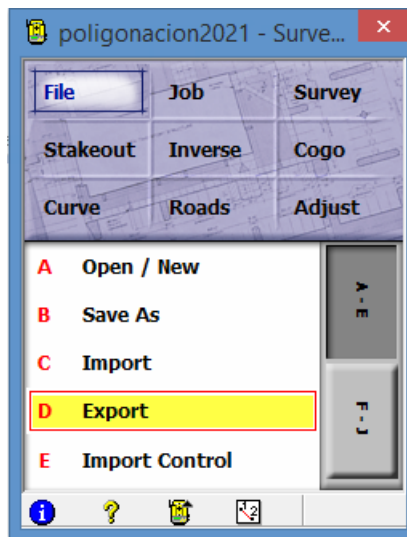 poligonacion2021 - Surve...
File Job Survey
Stakeout Inverse Cogo
Curve Roads Adjust
A Open / New
B Save As
C Import
D Export
E Import Control
A - E
F - J